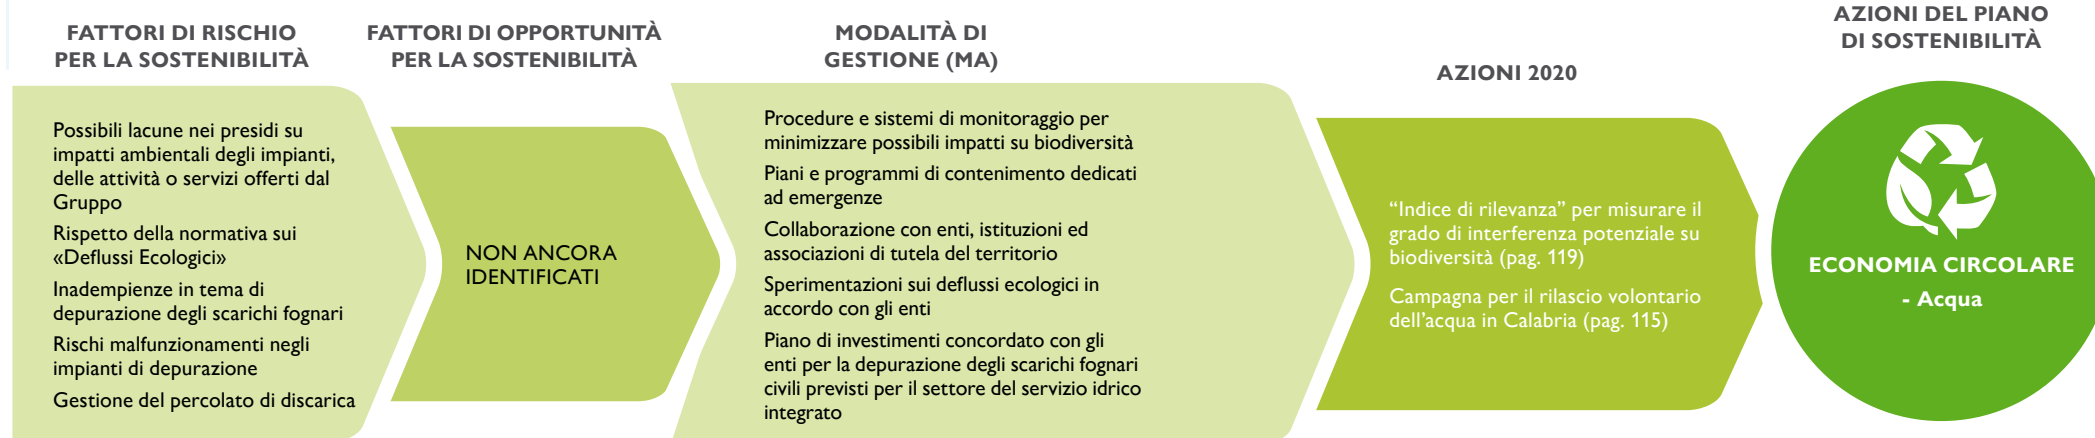 FATTORI DI RISCHIO
PER LA SOSTENIBILITÀ
Possibili lacune nei presidi su
impatti ambientali degli impianti,
delle attività o servizi offerti dal
Gruppo
Rispetto della normativa sui
«Deflussi Ecologici»
Inadempienze in tema di
depurazione degli scarichi fognari
Rischi malfunzionamenti negli
impianti di depurazione
Gestione del percolato di discarica
FATTORI DI OPPORTUNITÀ
PER LA SOSTENIBILITÀ
NON ANCORA
IDENTIFICATI
MODALITÀ DI
GESTIONE (MA)
Procedure e sistemi di monitoraggio per
minimizzare possibili impatti su biodiversità
Piani e programmi di contenimento dedicati
ad emergenze
Collaborazione con enti, istituzioni ed
associazioni di tutela del territorio
Sperimentazioni sui deflussi ecologici in
accordo con gli enti
Piano di investimenti concordato con gli
enti per la depurazione degli scarichi fognari
civili previsti per il settore del servizio idrico
integrato
AZIONI 2020
“Indice di rilevanza” per misurare il
grado di interferenza potenziale su
biodiversità (pag. 119)
Campagna per il rilascio volontario
dell’acqua in Calabria (pag. 115)
AZIONI DEL PIANO
DI SOSTENIBILITÀ
ECONOMIA CIRCOLARE
- Acqua